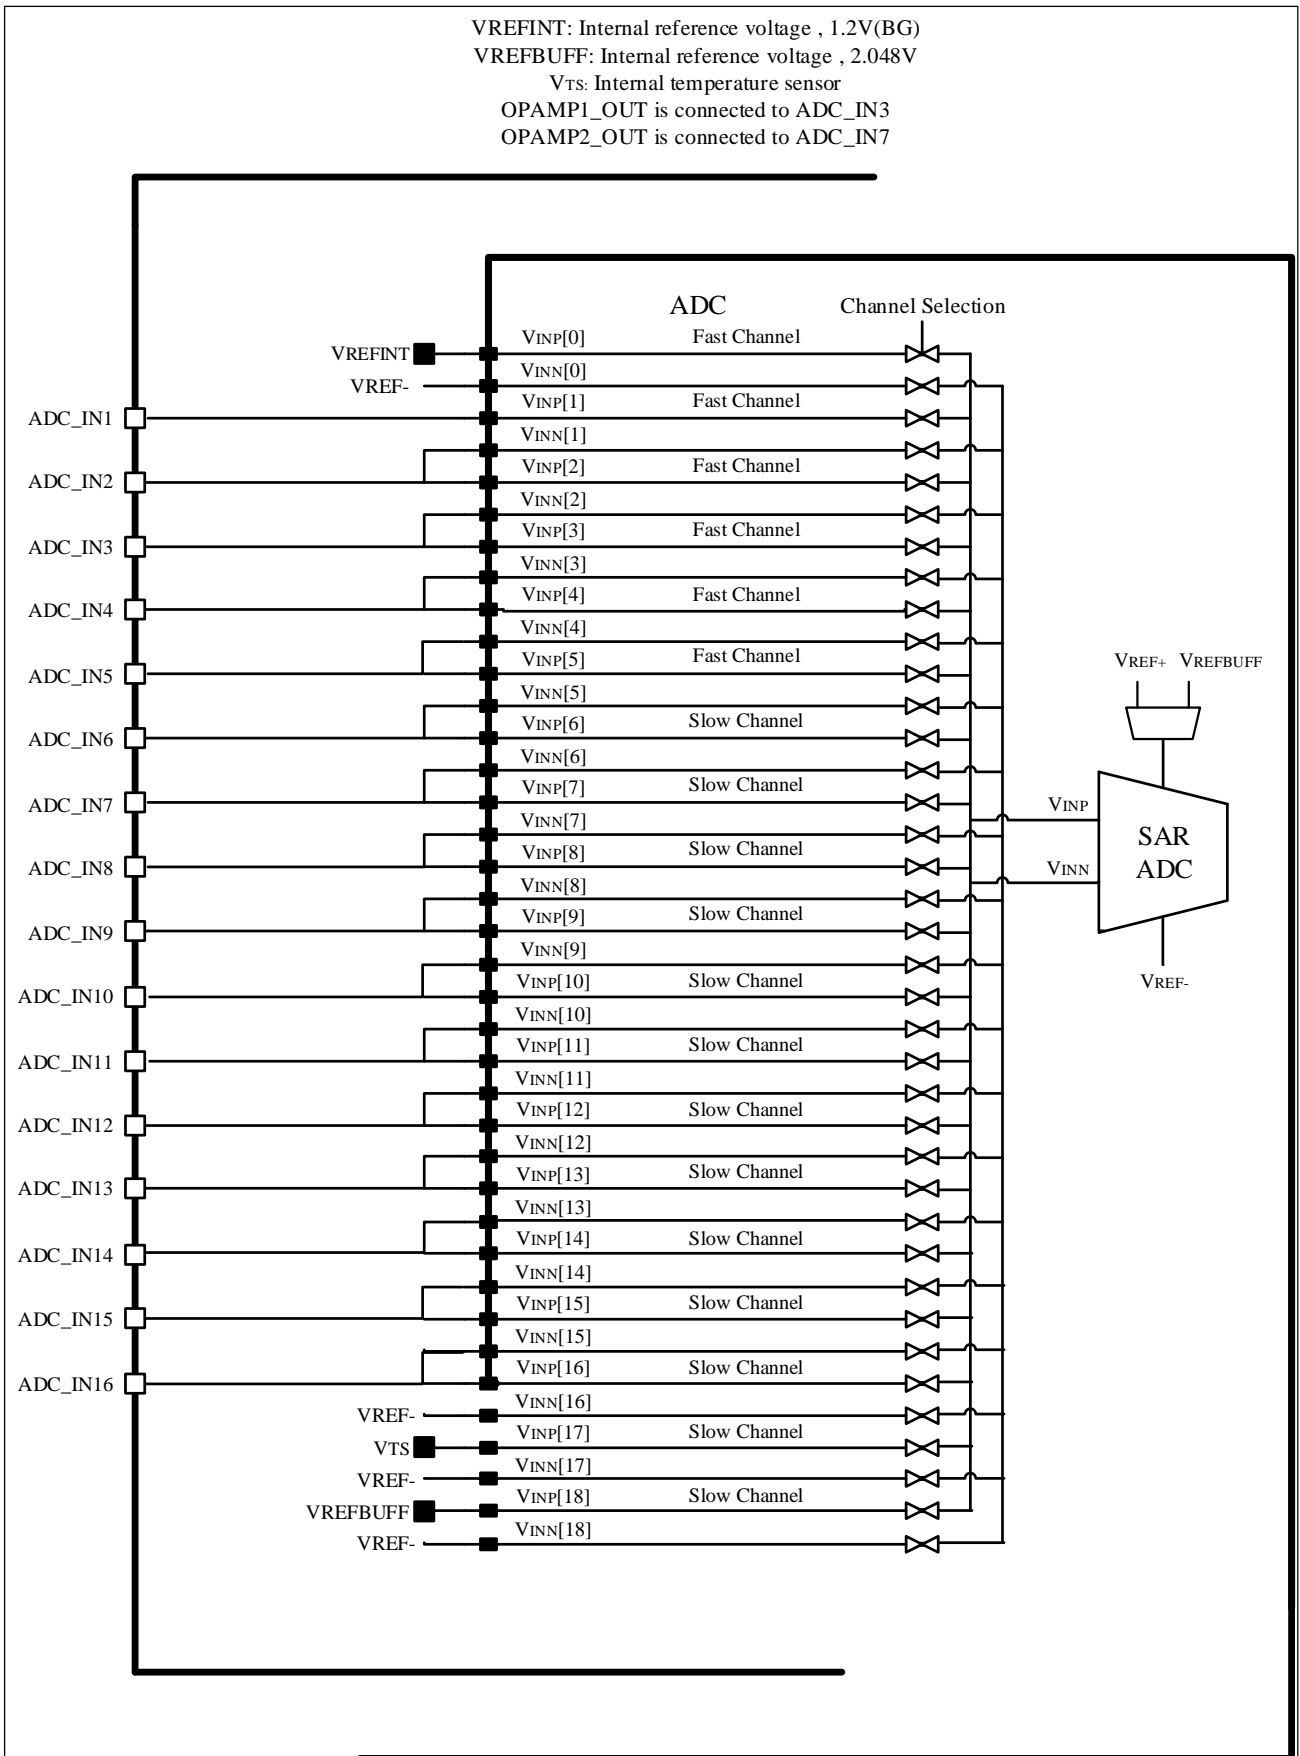 VREFINT: Internal reference voltage , 1.2V(BG)
VREFBUFF: Internal reference voltage , 2.048V
VTS: Internal temperature sensor
OPAMP1_OUT is connected to ADC_IN3
OPAMP2_OUT is connected to ADC_IN7
ADC Channel Selection
VINP[0] Fast Channel
VREFINT
VINN[0]
VREF-
VINP[1] Fast Channel
ADC_IN1
VINN[1]
VINP[2] Fast Channel
ADC_IN2
VINN[2]
VINP[3] Fast Channel
ADC_IN3
VINN[3]
VINP[4] Fast Channel
ADC_IN4
VINN[4]
VINP[5] Fast Channel
VREF+ VREFBUFF
ADC_IN5
VINN[5]
VINP[6] Slow Channel
ADC_IN6
VINN[6]
VINP[7] Slow Channel
ADC_IN7
VINP
VINN[7]
SAR
VINP[8] Slow Channel
ADC_IN8
VINN
ADC
VINN[8]
VINP[9] Slow Channel
ADC_IN9
VINN[9]
VINP[10] Slow Channel
VREF-
ADC_IN10
VINN[10]
VINP[11] Slow Channel
ADC_IN11
VINN[11]
VINP[12] Slow Channel
ADC_IN12
VINN[12]
VINP[13] Slow Channel
ADC_IN13
VINN[13]
VINP[14] Slow Channel
ADC_IN14
VINN[14]
VINP[15] Slow Channel
ADC_IN15
VINN[15]
VINP[16] Slow Channel
ADC_IN16
VINN[16]
VREF-
VINP[17] Slow Channel
VTS
VINN[17]
VREF-
VINP[18] Slow Channel
VREFBUFF
VINN[18]
VREF-